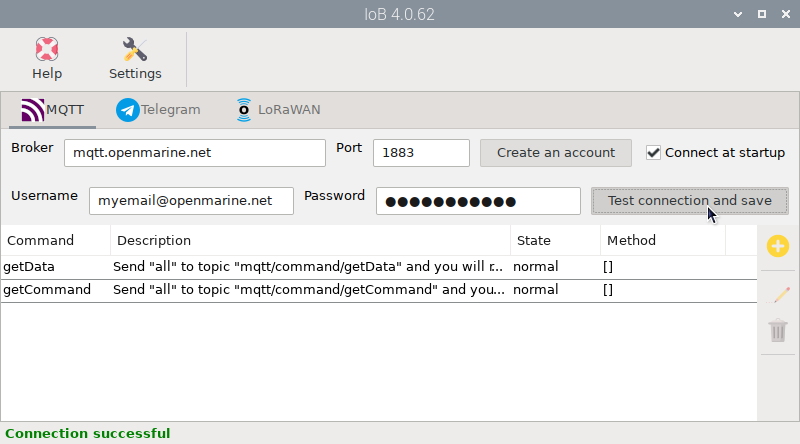 IoB 4.0.62
Help
Settings
MQTT
Telegram
LoRaWAN
Broker
mqtt.openmarine.net
Port
1883
Create an account
Connect at startup
Username
myemail@openmarine.net
Password
●●●●●●●●●●●
Test connection and save
Command Description State Method
getData Send "all" to topic "mqtt/command/getData" and you will r... normal []
getCommand Send "all" to topic "mqtt/command/getCommand" and you... normal []
Connection successful